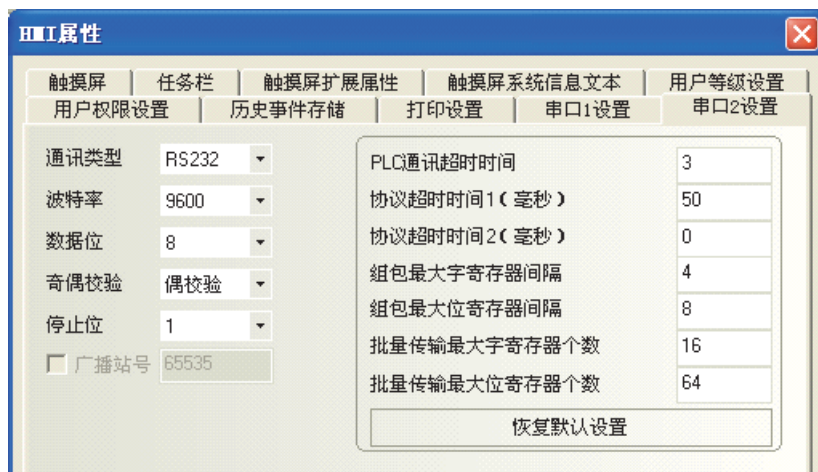 HMI属性
触摸屏 任务栏 触摸屏扩展属性 触摸屏系统信息文本 用户等级设置
用户权限设置 历史事件存储 打印设置 串口1设置 串口2设置
通讯类型 RS232
波特率 9600
数据位 8
奇偶校验 偶校验
停止位 1
广播站号 65535
PLC通讯超时时间 3
协议超时时间1(毫秒) 50
协议超时时间2(毫秒) 0
组包最大字寄存器间隔 4
组包最大位寄存器间隔 8
批量传输最大字寄存器个数 16
批量传输最大位寄存器个数 64
恢复默认设置